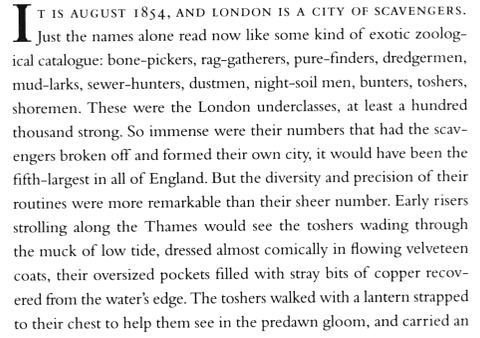 IT IS AUGUST 1854, AND LONDON IS A CITY OF SCAVENGERS.
Just the names alone read now like some kind of exotic zoolog-
ical catalogue: bone-pickers, rag-gatherers, pure-finders, dredgermen,
mud-larks, sewer-hunters, dustmen, night-soil men, bunters, toshers,
shoremen. These were the London underclasses, at least a hundred
thousand strong. So immense were their numbers that had the scav-
engers broken off and formed their own city, it would have been the
fifth-largest in all of England. But the diversity and precision of their
routines were more remarkable than their sheer number. Early risers
strolling along the Thames would see the toshers wading through
the muck of low tide, dressed almost comically in flowing velveteen
coats, their oversized pockets filled with stray bits of copper recov-
ered from the water's edge. The toshers walked with a lantern strapped
to their chest to help them see in the predawn gloom, and carried an